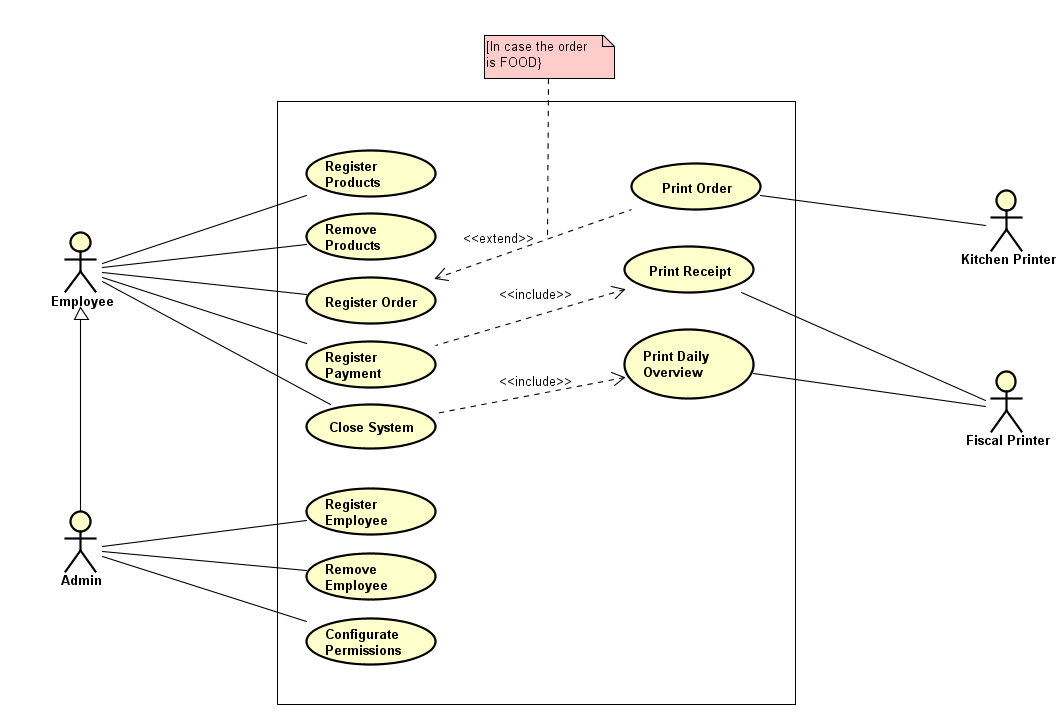 [In case the order
is FOOD}
Register
Products
Print Order
Remove
Products
<<extend>>
Kitchen Printer
Print Receipt
Employee
Register Order
<<include>>
Register
Payment
Print Daily
Overview
<<include>>
Close System
Fiscal Printer
Register
Employee
Admin
Remove
Employee
Configurate
Permissions